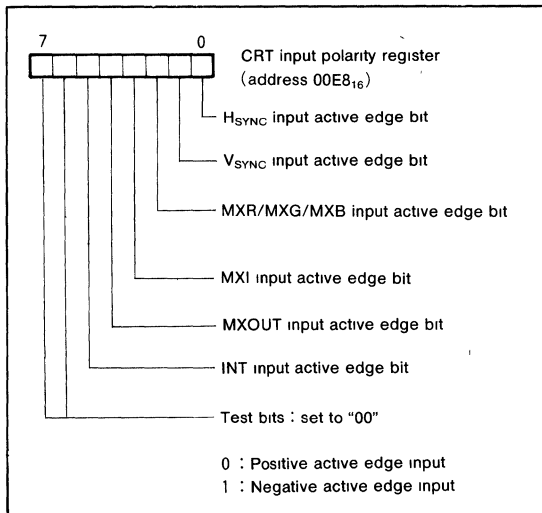 7 0
CRT input polarity register
(address 00E8₁₆)
H_SYNC input active edge bit
V_SYNC input active edge bit
MXR/MXG/MXB input active edge bit
MXI input active edge bit
MXOUT input active edge bit
INT input active edge bit
Test bits : set to “00”
0 : Positive active edge input
1 : Negative active edge input